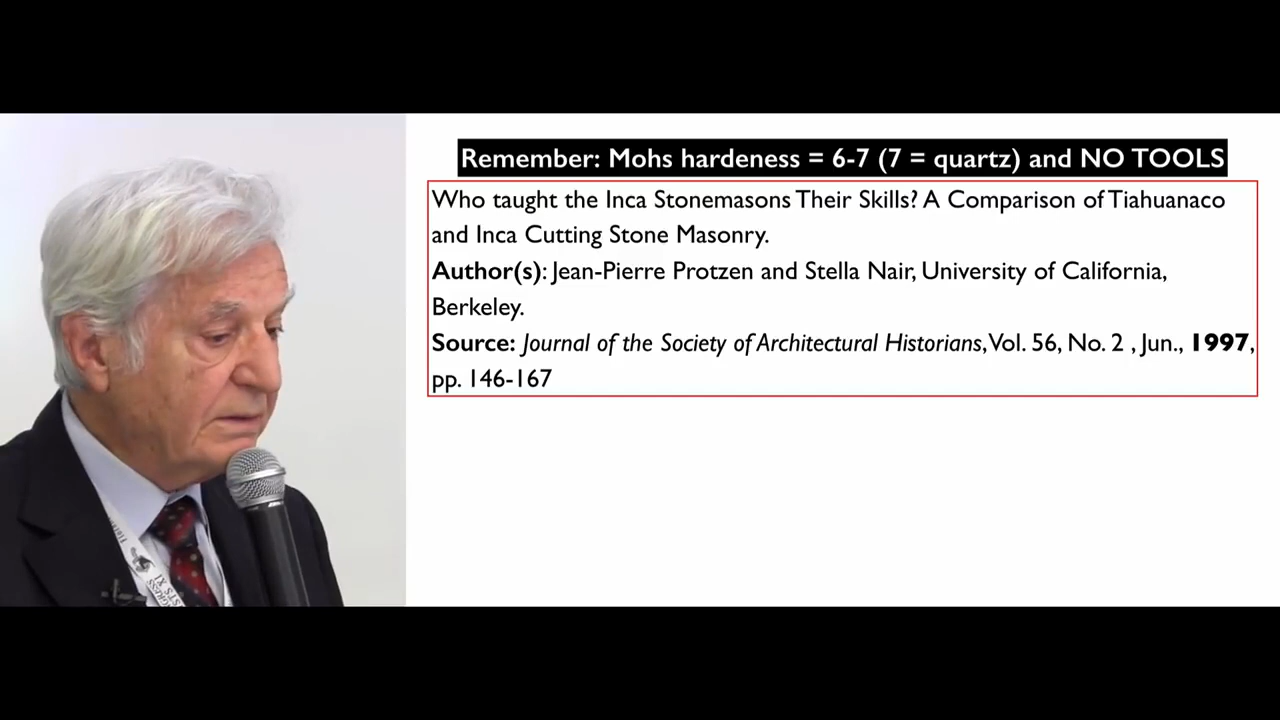 Remember: Mohs hardeness = 6-7 (7 = quartz) and NO TOOLS
Who taught the Inca Stonemasons Their Skills? A Comparison of Tiahuanaco
and Inca Cutting Stone Masonry.
Author(s): Jean-Pierre Protzen and Stella Nair, University of California,
Berkeley.
Source: Journal of the Society of Architectural Historians, Vol. 56, No. 2 , Jun., 1997,
pp. 146-167